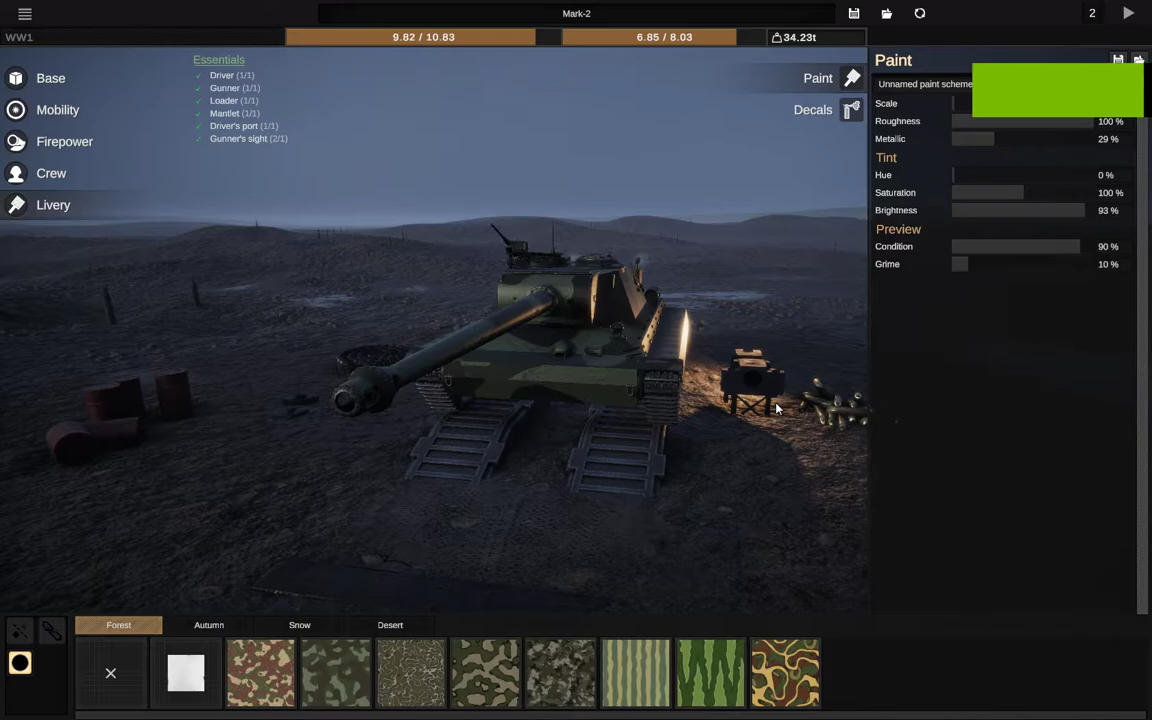 Mark-2
2
WW1
9.82 / 10.83
6.85 / 8.03
34.23t
Essentials
Driver (1/1)
Gunner (1/1)
Loader (1/1)
Mantlet (1/1)
Driver's port (1/1)
Gunner's sight (2/1)
Base
Mobility
Firepower
Crew
Livery
Paint
Decals
Paint
Unnamed paint scheme
Scale
Roughness 100 %
Metallic 29 %
Tint
Hue 0 %
Saturation 100 %
Brightness 93 %
Preview
Condition 90 %
Grime 10 %
Forest
Autumn
Snow
Desert